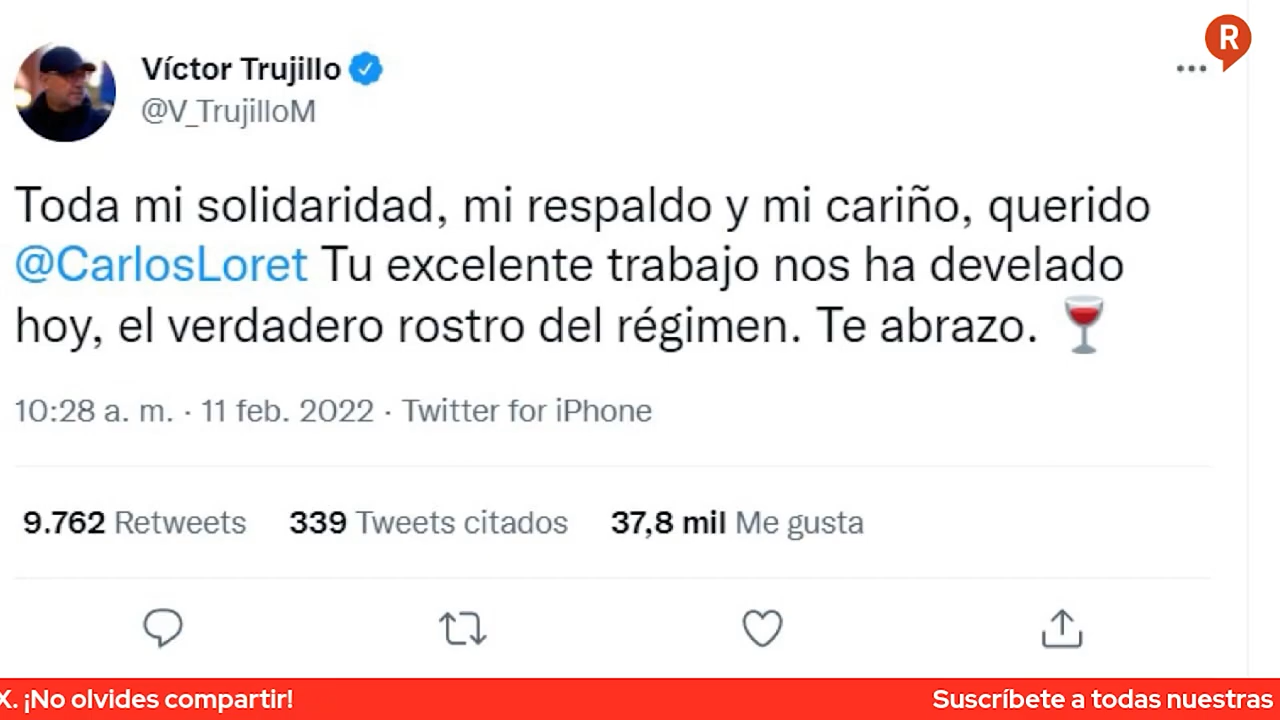 R
Víctor Trujillo
@V_TrujilloM
Toda mi solidaridad, mi respaldo y mi cariño, querido
@CarlosLoret Tu excelente trabajo nos ha develado
hoy, el verdadero rostro del régimen. Te abrazo. 🍷
10:28 a. m. · 11 feb. 2022 · Twitter for iPhone
9.762 Retweets 339 Tweets citados 37,8 mil Me gusta
X. ¡No olvides compartir! Suscríbete a todas nuestras